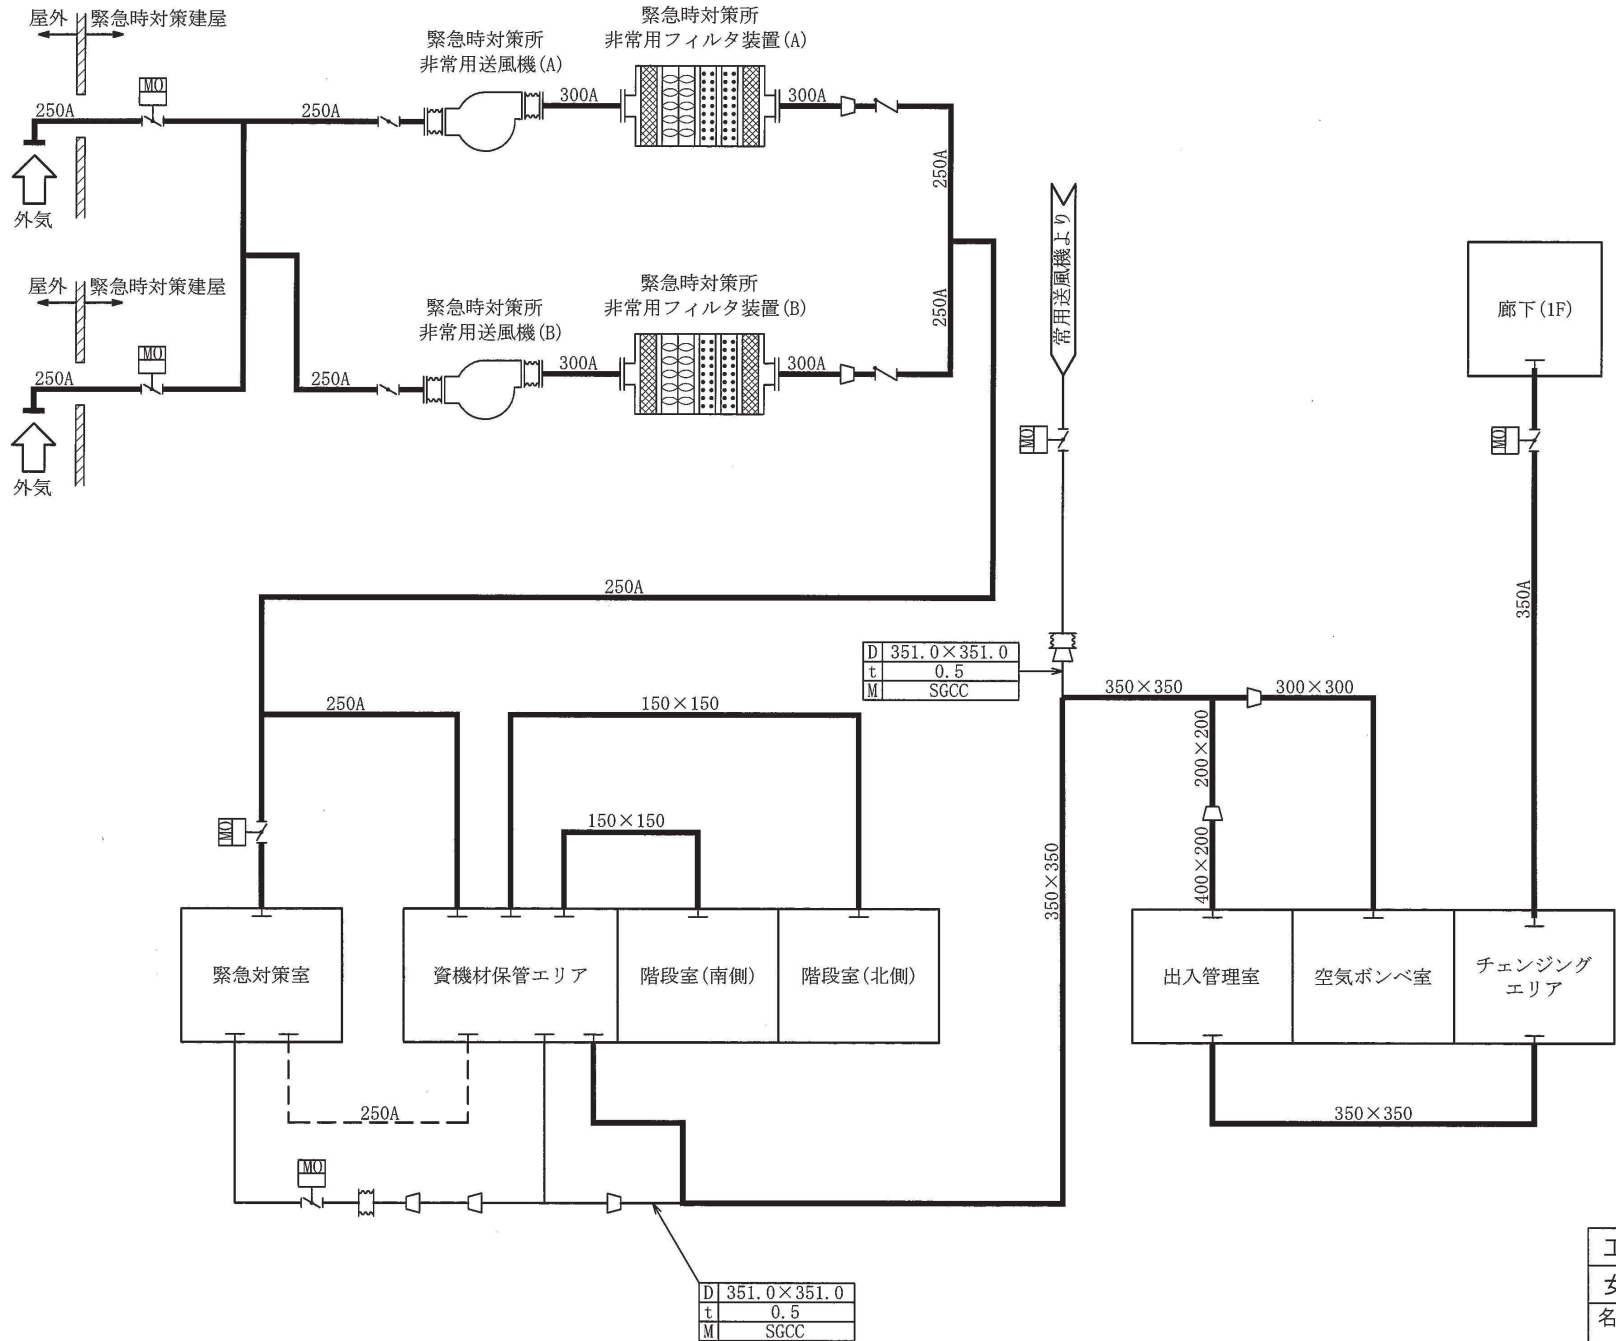 屋外
緊急時対策建屋
MO
250A
外気
250A
緊急時対策所
非常用送風機(A)
300A
緊急時対策所
非常用フィルタ装置(A)
300A
250A
屋外
緊急時対策建屋
MO
250A
外気
250A
緊急時対策所
非常用送風機(B)
300A
緊急時対策所
非常用フィルタ装置(B)
300A
250A
常用送風機より
MO
廊下(1F)
MO
350A
250A
D 351.0×351.0
t 0.5
M SGCC
350×350
300×300
200×200
400×200
350×350
250A
150×150
150×150
MO
緊急対策室
資機材保管エリア
階段室(南側)
階段室(北側)
出入管理室
空気ボンベ室
チェンジング
エリア
250A
350×350
MO
D 351.0×351.0
t 0.5
M SGCC
名